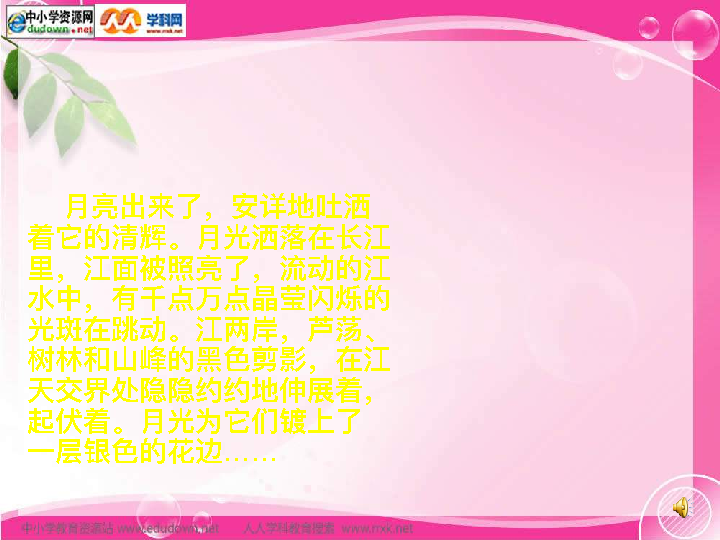 中小学资源网
dudown.net
学科网
www.nxk.net
月亮出来了，安详地吐洒
着它的清辉。月光洒落在长江
里，江面被照亮了，流动的江
水中，有千点万点晶莹闪烁的
光斑在跳动。江两岸，芦荡、
树林和山峰的黑色剪影，在江
天交界处隐隐约约地伸展着，
起伏着。月光为它们镀上了
一层银色的花边……
中小学教育资源站 www.edudown.net 人人学科教育搜索 www.rrxk.net